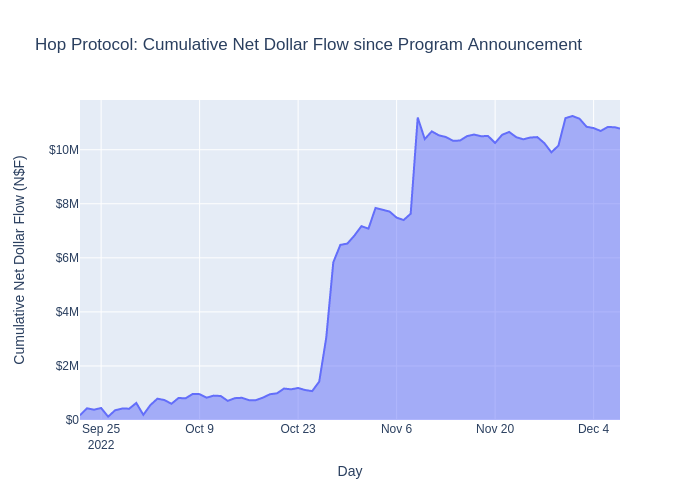 Hop Protocol: Cumulative Net Dollar Flow since Program Announcement
Cumulative Net Dollar Flow (N$F)
$10M
$8M
$6M
$4M
$2M
$0
Sep 25
2022
Oct 9
Oct 23
Nov 6
Nov 20
Dec 4
Day